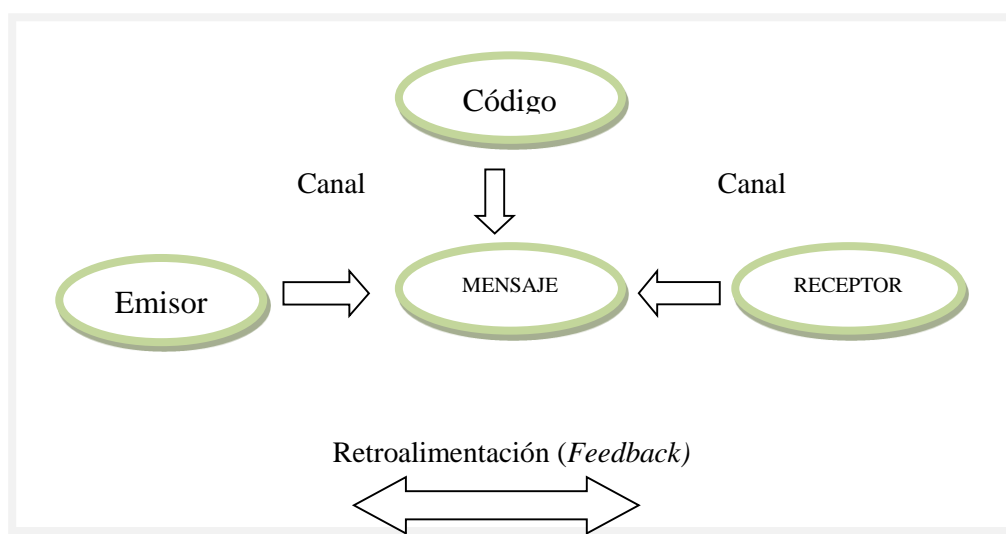 Código
Canal
Canal
Emisor
MENSAJE
RECEPTOR
Retroalimentación (Feedback)